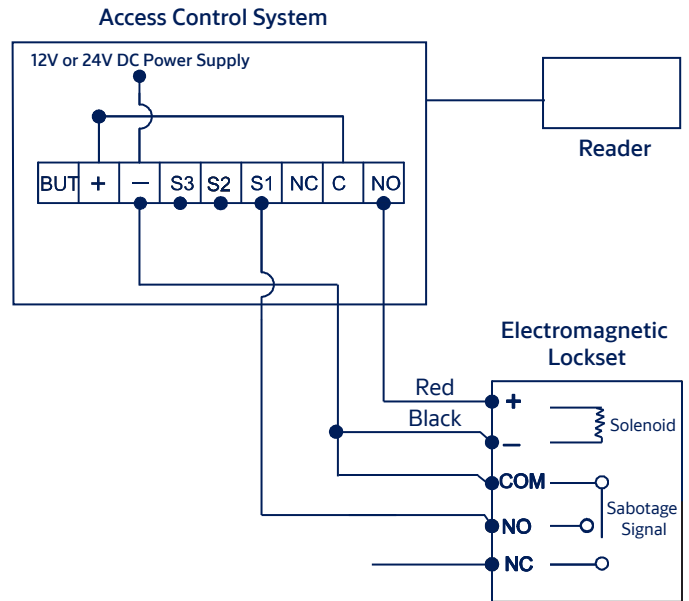 Access Control System
12V or 24V DC Power Supply
BUT + – S3 S2 S1 NC C NO
Reader
Electromagnetic
Lockset
Red
+
Solenoid
Black
–
COM
Sabotage
Signal
NO
NC